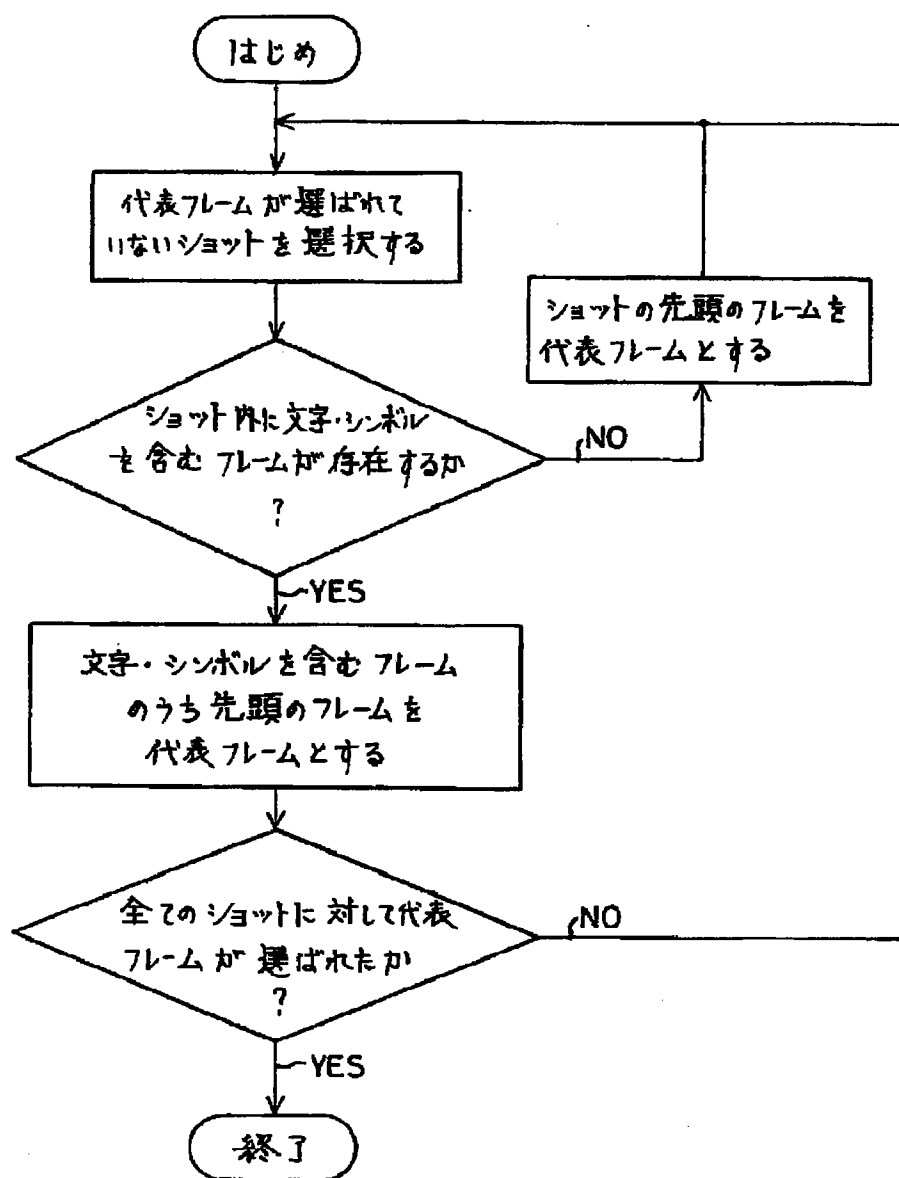 はじめ
代表フレームが選ばれて
いないショットを選択する
ショットの先頭のフレームを
代表フレームとする
ショット内に文字・シンボル
を含むフレームが存在するか
?
NO
YES
文字・シンボルを含むフレーム
のうち先頭のフレームを
代表フレームとする
全てのショットに対して代表
フレームが選ばれたか
?
NO
YES
終了